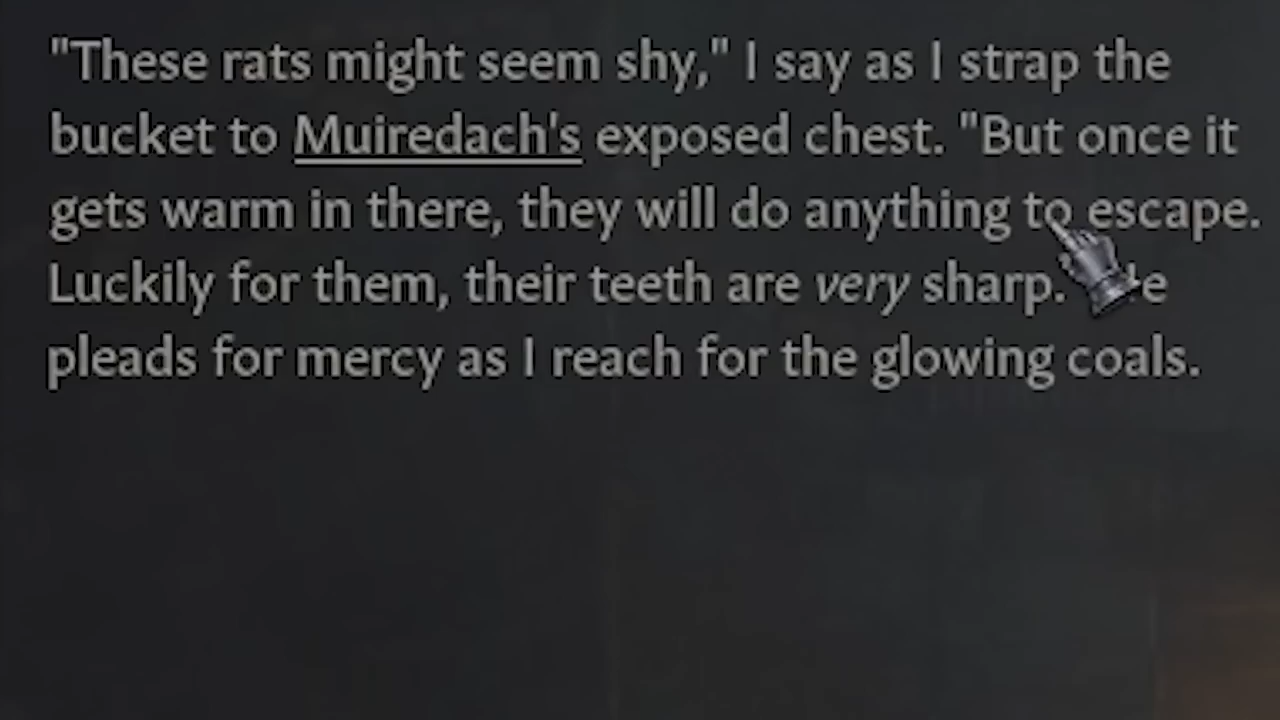 "These rats might seem shy," I say as I strap the
bucket to Muiredach's exposed chest. "But once it
gets warm in there, they will do anything to escape.
Luckily for them, their teeth are very sharp.
pleads for mercy as I reach for the glowing coals.